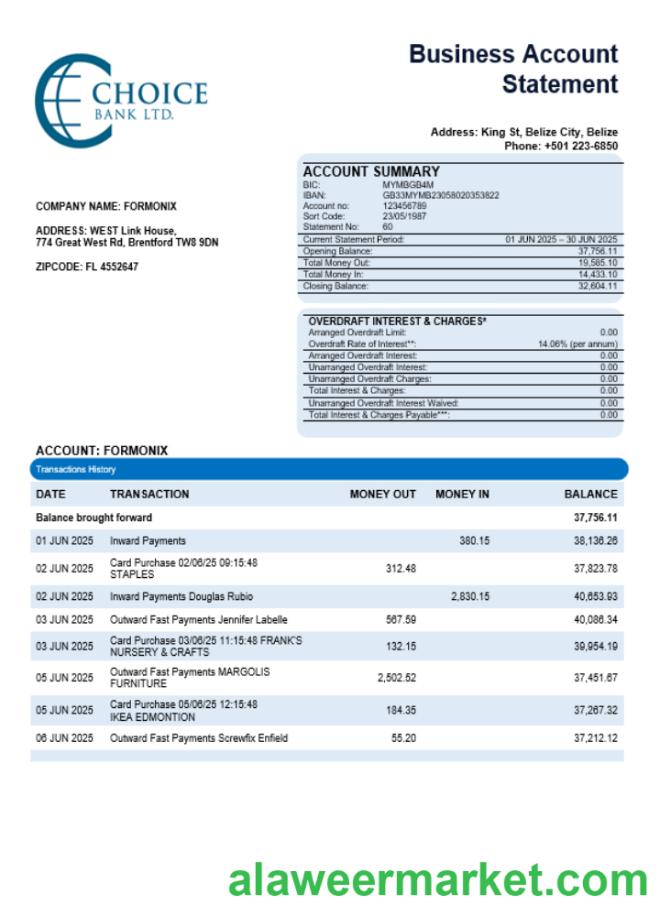 CHOICE
BANK LTD.
Business Account
Statement
Address: King St, Belize City, Belize
Phone: +501 223-6850
COMPANY NAME: FORMONIX
ADDRESS: WEST Link House,
774 Great West Rd, Brentford TW8 9DN
ZIPCODE: FL 4552647
ACCOUNT SUMMARY
BIC: MYMBGB4M
IBAN: GB33MYMB23058020353822
Account no: 123456789
Sort Code: 23/05/1987
Statement No: 60
Current Statement Period: 01 JUN 2025 – 30 JUN 2025
Opening Balance: 37,756.11
Total Money Out: 19,585.10
Total Money In: 14,433.10
Closing Balance: 32,604.11
OVERDRAFT INTEREST & CHARGES*
Arranged Overdraft Limit: 0.00
Overdraft Rate of Interest**: 14.06% (per annum)
Arranged Overdraft Interest: 0.00
Unarranged Overdraft Interest: 0.00
Unarranged Overdraft Charges: 0.00
Total Interest & Charges: 0.00
Unarranged Overdraft Interest Waived: 0.00
Total Interest & Charges Payable***: 0.00
ACCOUNT: FORMONIX
Transactions History
DATE TRANSACTION MONEY OUT MONEY IN BALANCE
Balance brought forward 37,756.11
01 JUN 2025 Inward Payments 380.15 38,136.26
02 JUN 2025 Card Purchase 02/06/25 09:15:48
STAPLES 312.48 37,823.78
02 JUN 2025 Inward Payments Douglas Rubio 2,830.15 40,653.93
03 JUN 2025 Outward Fast Payments Jennifer Labelle 567.59 40,086.34
03 JUN 2025 Card Purchase 03/06/25 11:15:48 FRANK'S
NURSERY & CRAFTS 132.15 39,954.19
05 JUN 2025 Outward Fast Payments MARGOLIS
FURNITURE 2,502.52 37,451.67
05 JUN 2025 Card Purchase 05/06/25 12:15:48
IKEA EDMONTION 184.35 37,267.32
06 JUN 2025 Outward Fast Payments Screwfix Enfield 55.20 37,212.12
alaweermarket.com